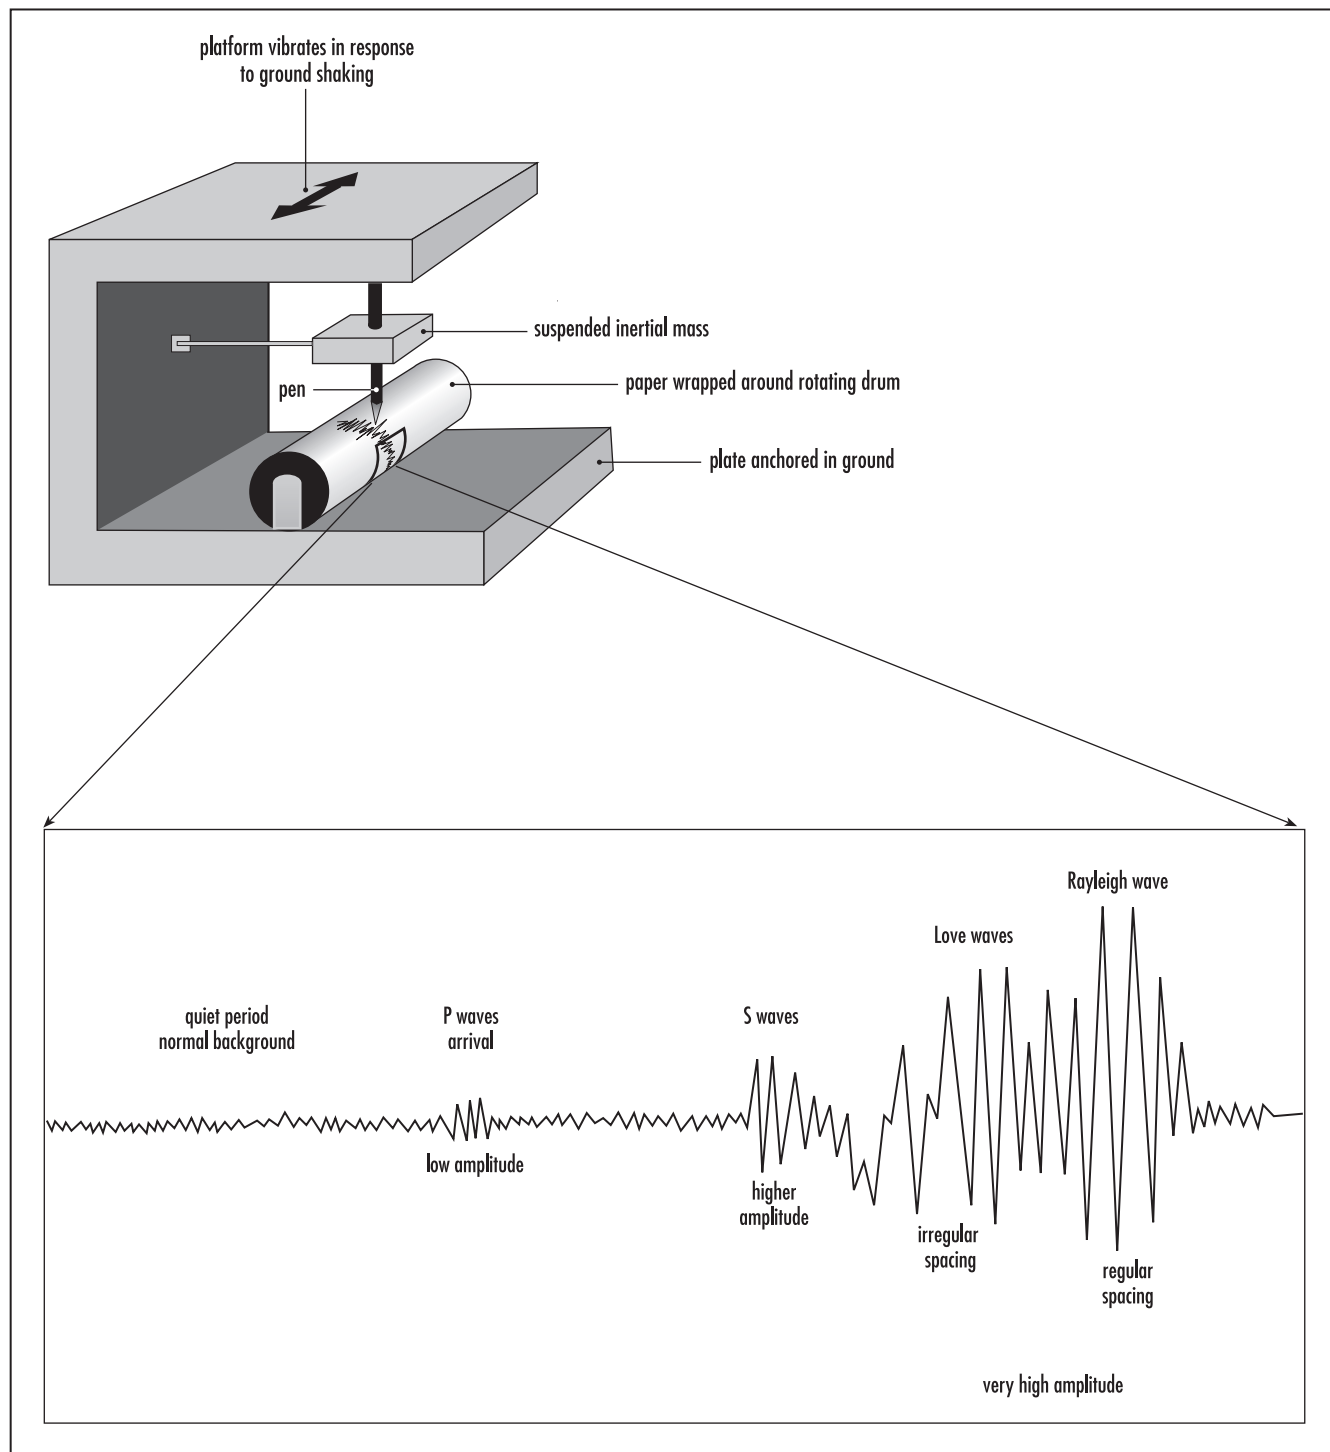 platform vibrates in response
to ground shaking
suspended inertial mass
pen
paper wrapped around rotating drum
plate anchored in ground
Rayleigh wave
Love waves
quiet period
normal background
P waves
arrival
S waves
low amplitude
higher
amplitude
irregular
spacing
regular
spacing
very high amplitude